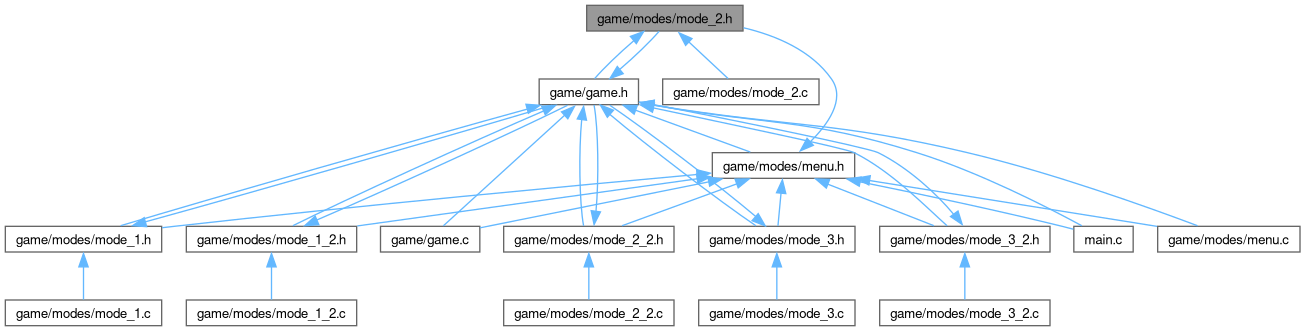 game/modes/mode_2.h
game/game.h
game/modes/mode_2.c
game/modes/menu.h
game/modes/mode_1.h
game/modes/mode_1_2.h
game/game.c
game/modes/mode_2_2.h
game/modes/mode_3.h
game/modes/mode_3_2.h
main.c
game/modes/menu.c
game/modes/mode_1.c
game/modes/mode_1_2.c
game/modes/mode_2_2.c
game/modes/mode_3.c
game/modes/mode_3_2.c